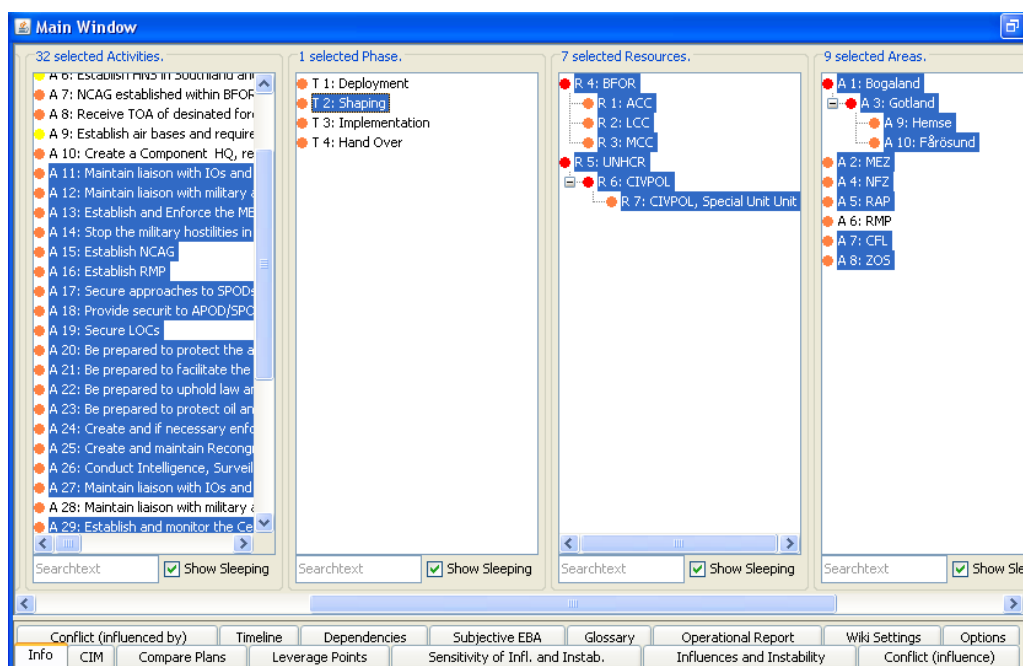 Main Window
32 selected Activities.
A 6: Establish HNS in Southland an
A 7: NCAG established within BFOR
A 8: Receive TOA of desinated for
A 9: Establish air bases and require
A 10: Create a Component HQ, re
A 11: Maintain liaison with IOs and
A 12: Maintain liaison with military a
A 13: Establish and Enforce the ME
A 14: Stop the military hostilities in
A 15: Establish NCAG
A 16: Establish RMP
A 17: Secure approaches to SPODs
A 18: Provide securit to APOD/SPO
A 19: Secure LOCs
A 20: Be prepared to protect the a
A 21: Be prepared to facilitate the
A 22: Be prepared to uphold law an
A 23: Be prepared to protect oil an
A 24: Create and if necessary enfo
A 25: Create and maintain Recongi
A 26: Conduct Intelligence, Surveil
A 27: Maintain liaison with IOs and
A 28: Maintain liaison with military a
A 29: Establish and monitor the Ce
Searchtext
Show Sleeping
1 selected Phase.
T 1: Deployment
T 2: Shaping
T 3: Implementation
T 4: Hand Over
Searchtext
Show Sleeping
7 selected Resources.
R 4: BFOR
R 1: ACC
R 2: LCC
R 3: MCC
R 5: UNHCR
R 6: CIVPOL
R 7: CIVPOL, Special Unit Unit
Searchtext
Show Sleeping
9 selected Areas.
A 1: Bogaland
A 3: Gotland
A 9: Hemse
A 10: Fårösund
A 2: MEZ
A 4: NFZ
A 5: RAP
A 6: RMP
A 7: CFL
A 8: ZOS
Searchtext
Show Sle
Conflict (influenced by)
Timeline
Dependencies
Subjective EBA
Glossary
Operational Report
Wiki Settings
Options
Info
CIM
Compare Plans
Leverage Points
Sensitivity of Infl. and Instab.
Influences and Instability
Conflict (influence)